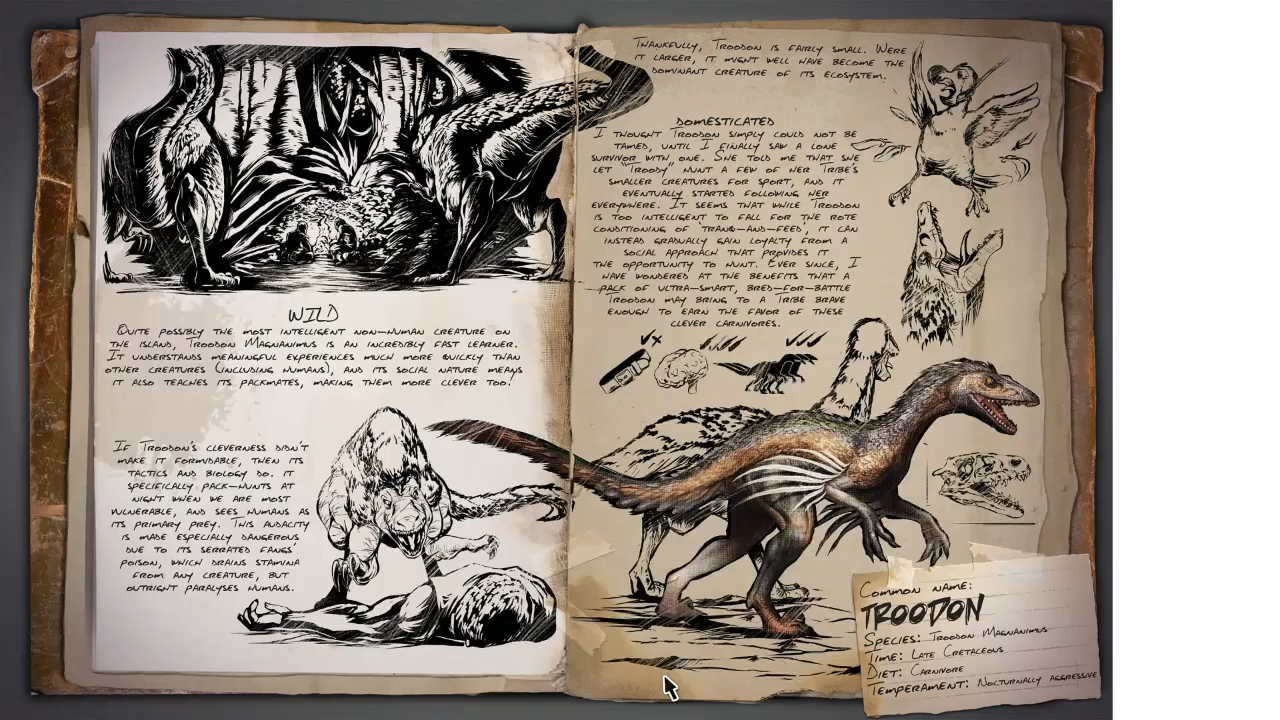 WILD
QUITE POSSIBLY THE MOST INTELLIGENT NON-HUMAN CREATURE ON
THE ISLAND, TROODON MAGNANIMUS IS AN INCREDIBLY FAST LEARNER.
IT UNDERSTANDS MEANINGFUL EXPERIENCES MUCH MORE QUICKLY THAN
OTHER CREATURES (INCLUDING HUMANS), AND ITS SOCIAL NATURE MEANS
IT ALSO TEACHES ITS PACKMATES, MAKING THEM MORE CLEVER TOO!
IF TROODON'S CLEVERNESS DIDN'T
MAKE IT FORMIDABLE, THEN ITS
TACTICS AND BIOLOGY DO. IT
SPECIFICALLY PACK-HUNTS AT
NIGHT WHEN WE ARE MOST
VULNERABLE, AND SEES HUMANS AS
ITS PRIMARY PREY. THIS AUDACITY
IS MADE ESPECIALLY DANGEROUS
DUE TO ITS SERRATED FANGS'
POISON, WHICH DRAINS STAMINA
FROM ANY CREATURE, BUT
OUTRIGHT PARALYSES HUMANS.
THANKFULLY, TROODON IS FAIRLY SMALL. WERE
IT LARGER, IT MIGHT WELL HAVE BECOME THE
DOMINANT CREATURE OF ITS ECOSYSTEM.
DOMESTICATED
I THOUGHT TROODON SIMPLY COULD NOT BE
TAMED, UNTIL I FINALLY SAW A LONE
SURVIVOR WITH ONE. SHE TOLD ME THAT SHE
LET "TROODY" HUNT A FEW OF HER TRIBE'S
SMALLER CREATURES FOR SPORT, AND IT
EVENTUALLY STARTED FOLLOWING HER
EVERYWHERE. IT SEEMS THAT WHILE TROODON
IS TOO INTELLIGENT TO FALL FOR THE ROTE
CONDITIONING OF 'TRANQ-AND-FEED', IT CAN
INSTEAD GRADUALLY GAIN LOYALTY FROM A
SOCIAL APPROACH THAT PROVIDES IT
THE OPPORTUNITY TO HUNT. EVER SINCE, I
HAVE WONDERED AT THE BENEFITS THAT A
PACK OF ULTRA-SMART, BRED-FOR-BATTLE
TROODON MAY BRING TO A TRIBE BRAVE
ENOUGH TO EARN THE FAVOR OF THESE
CLEVER CARNIVORES.
COMMON NAME:
TROODON
SPECIES: TROODON MAGNANIMUS
TIME: LATE CRETACEOUS
DIET: CARNIVORE
TEMPERAMENT: NOCTURNALLY AGGRESSIVE